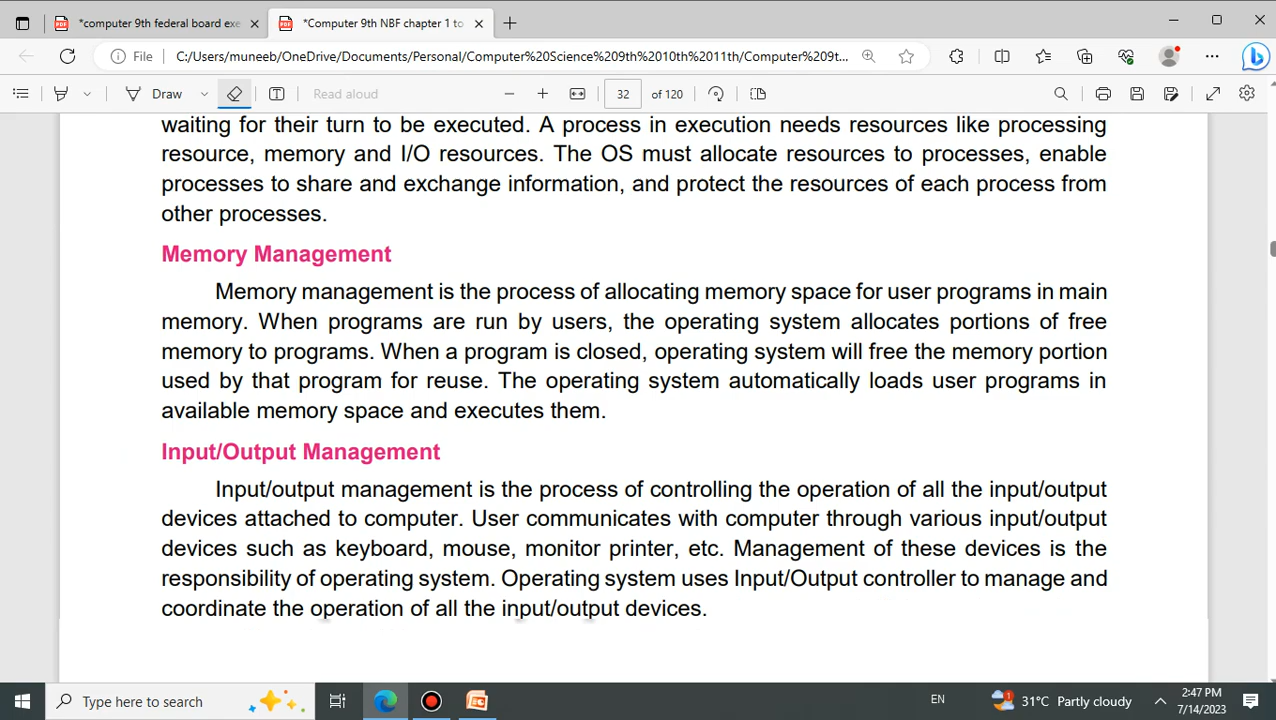 *computer 9th federal board exe
*Computer 9th NBF chapter 1 to
File
C:/Users/muneeb/OneDrive/Documents/Personal/Computer%20Science%209th%2010th%2011th/Computer%209t...
Draw
Read aloud
32 of 120
waiting for their turn to be executed. A process in execution needs resources like processing
resource, memory and I/O resources. The OS must allocate resources to processes, enable
processes to share and exchange information, and protect the resources of each process from
other processes.
Memory Management
Memory management is the process of allocating memory space for user programs in main
memory. When programs are run by users, the operating system allocates portions of free
memory to programs. When a program is closed, operating system will free the memory portion
used by that program for reuse. The operating system automatically loads user programs in
available memory space and executes them.
Input/Output Management
Input/output management is the process of controlling the operation of all the input/output
devices attached to computer. User communicates with computer through various input/output
devices such as keyboard, mouse, monitor printer, etc. Management of these devices is the
responsibility of operating system. Operating system uses Input/Output controller to manage and
coordinate the operation of all the input/output devices.
Type here to search
EN
31°C Partly cloudy
2:47 PM
7/14/2023